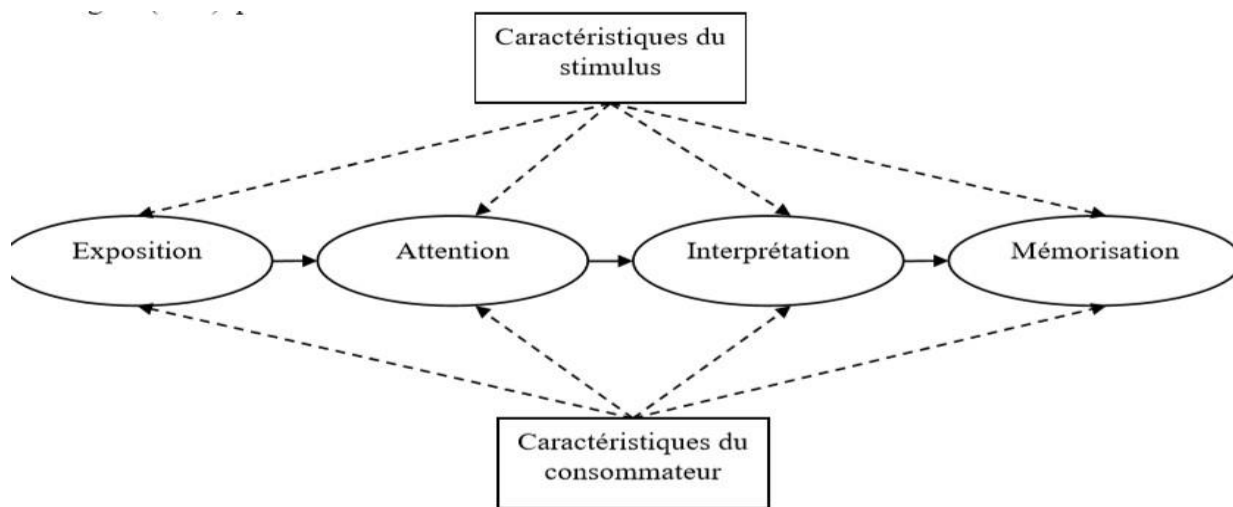 Caractéristiques du
stimulus
Exposition
Attention
Interprétation
Mémorisation
Caractéristiques du
consommateur